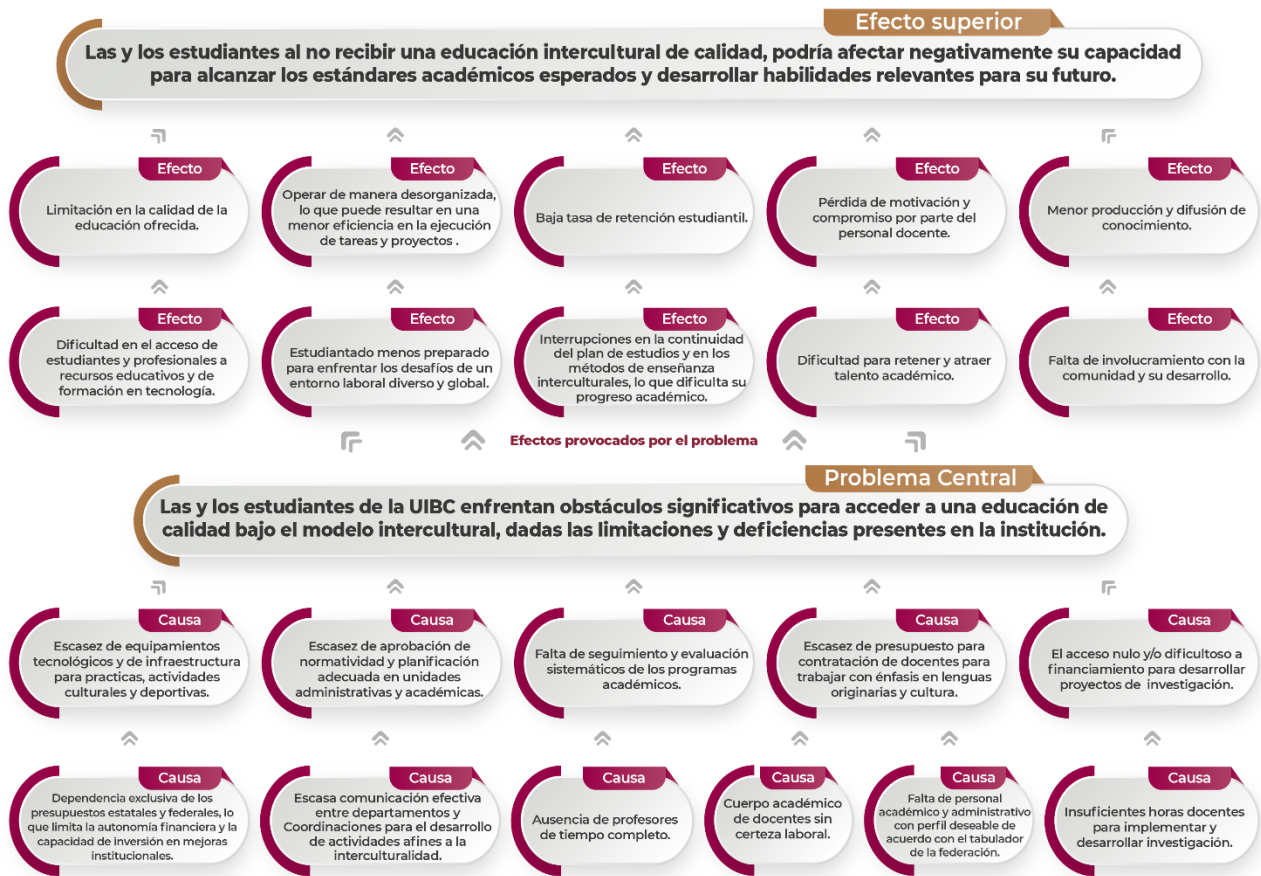 Efecto superior
Las y los estudiantes al no recibir una educación intercultural de calidad, podría afectar negativamente su capacidad
para alcanzar los estándares académicos esperados y desarrollar habilidades relevantes para su futuro.
Efecto
Limitación en la calidad de la
educación ofrecida.
Efecto
Operar de manera desorganizada,
lo que puede resultar en una
menor eficiencia en la ejecución
de tareas y proyectos .
Efecto
Baja tasa de retención estudiantil.
Efecto
Pérdida de motivación y
compromiso por parte del
personal docente.
Efecto
Menor producción y difusión de
conocimiento.
Efecto
Dificultad en el acceso de
estudiantes y profesionales a
recursos educativos y de
formación en tecnología.
Efecto
Estudiantado menos preparado
para enfrentar los desafíos de un
entorno laboral diverso y global.
Efecto
Interrupciones en la continuidad
del plan de estudios y en los
métodos de enseñanza
interculturales, lo que dificulta su
progreso académico.
Efecto
Dificultad para retener y atraer
talento académico.
Efecto
Falta de involucramiento con la
comunidad y su desarrollo.
Efectos provocados por el problema
Problema Central
Las y los estudiantes de la UIBC enfrentan obstáculos significativos para acceder a una educación de
calidad bajo el modelo intercultural, dadas las limitaciones y deficiencias presentes en la institución.
Causa
Escasez de equipamientos
tecnológicos y de infraestructura
para practicas, actividades
culturales y deportivas.
Causa
Escasez de aprobación de
normatividad y planificación
adecuada en unidades
administrativas y académicas.
Causa
Falta de seguimiento y evaluación
sistemáticos de los programas
académicos.
Causa
Escasez de presupuesto para
contratación de docentes para
trabajar con énfasis en lenguas
originarias y cultura.
Causa
El acceso nulo y/o dificultoso a
financiamiento para desarrollar
proyectos de investigación.
Causa
Dependencia exclusiva de los
presupuestos estatales y federales, lo
que limita la autonomía financiera y la
capacidad de inversión en mejoras
institucionales.
Causa
Escasa comunicación efectiva
entre departamentos y
Coordinaciones para el desarrollo
de actividades afines a la
interculturalidad.
Causa
Ausencia de profesores
de tiempo completo.
Causa
Cuerpo académico
de docentes sin
certeza laboral.
Causa
Falta de personal
académico y administrativo
con perfil deseable de
acuerdo con el tabulador
de la federación.
Causa
Insuficientes horas docentes
para implementar y
desarrollar investigación.